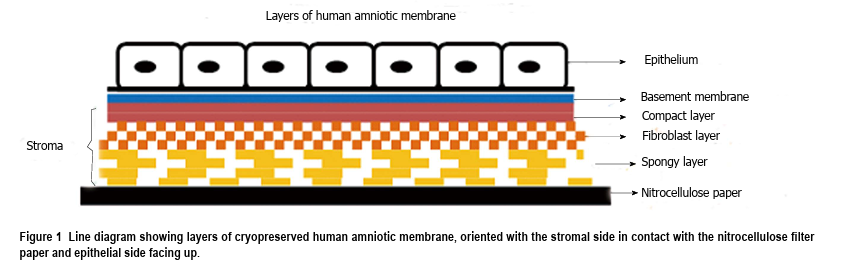 Layers of human amniotic membrane
Epithelium
Basement membrane
Compact layer
Fibroblast layer
Stroma
Spongy layer
Nitrocellulose paper
Figure 1 Line diagram showing layers of cryopreserved human amniotic membrane, oriented with the stromal side in contact with the nitrocellulose filter
paper and epithelial side facing up.